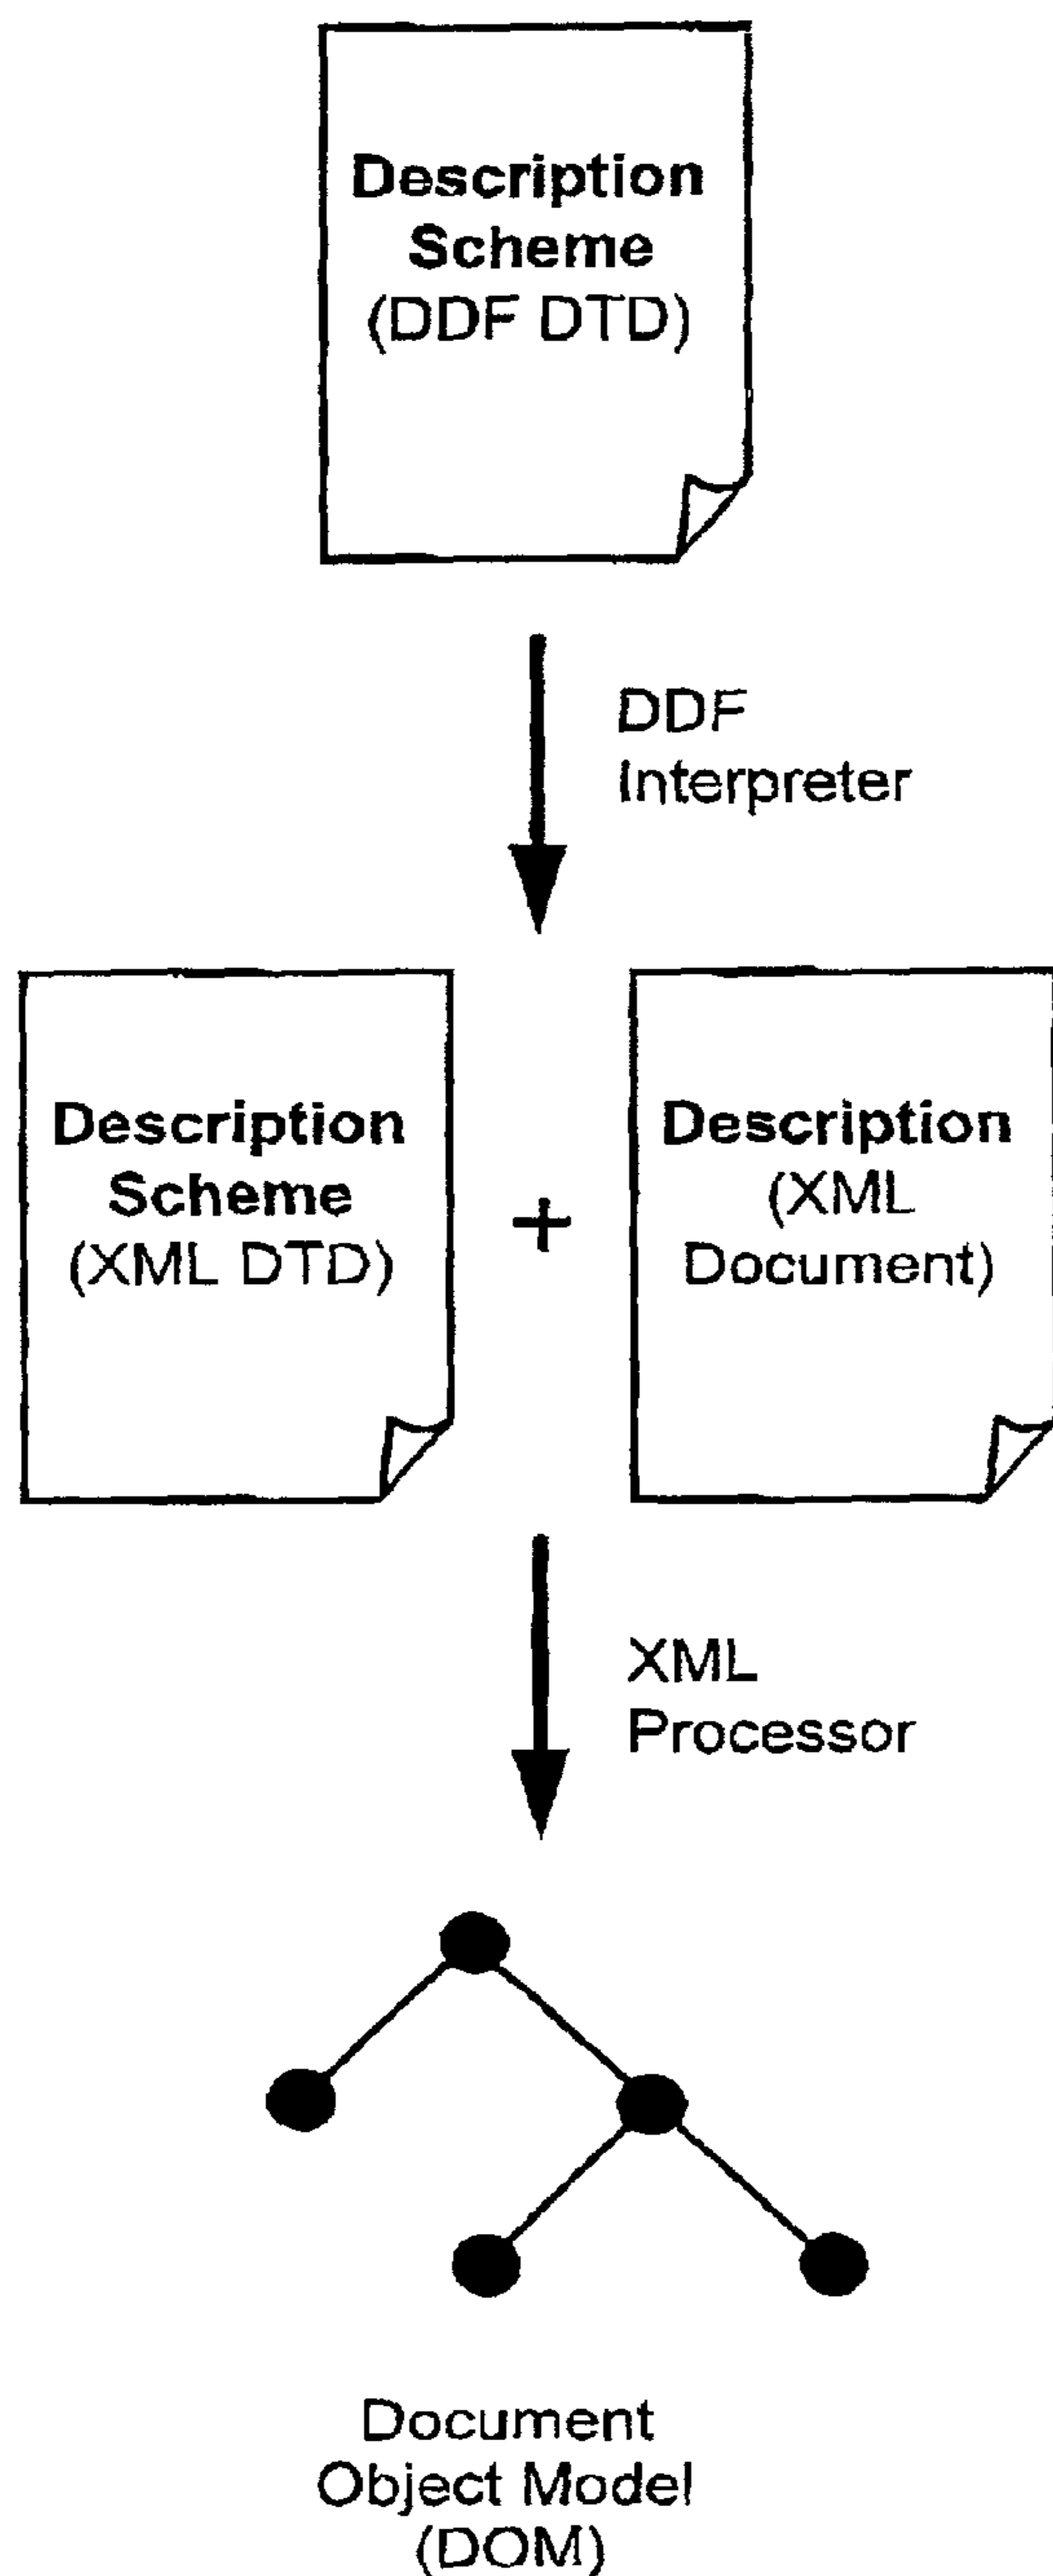 Description
Scheme
(DDF DTD)
DDF
Interpreter
Description
Scheme
(XML DTD)
+
Description
(XML
Document)
XML
Processor
Document
Object Model
(DOM)